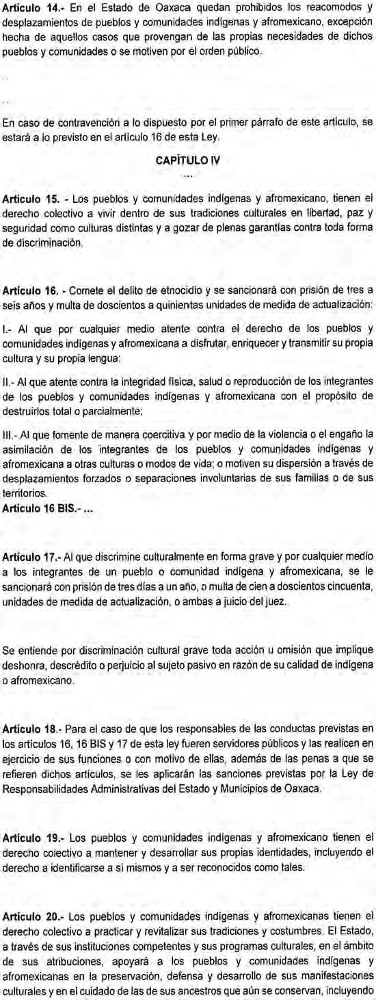 Artículo 14.- En el Estado de Oaxaca quedan prohibidos los reacomodos y
desplazamientos de pueblos y comunidades indígenas y afromexicano, excepción
hecha de aquellos casos que provengan de las propias necesidades de dichos
pueblos y comunidades o se motiven por el orden público.
..
...
En caso de contravención a lo dispuesto por el primer párrafo de este artículo, se
estará a lo previsto en el artículo 16 de esta Ley.
CAPÍTULO IV
...
Artículo 15. - Los pueblos y comunidades indígenas y afromexicano, tienen el
derecho colectivo a vivir dentro de sus tradiciones culturales en libertad, paz y
seguridad como culturas distintas y a gozar de plenas garantías contra toda forma
de discriminación.
Artículo 16. - Comete el delito de etnocidio y se sancionará con prisión de tres a
seis años y multa de doscientos a quinientas unidades de medida de actualización:
I.- Al que por cualquier medio atente contra el derecho de los pueblos y
comunidades indígenas y afromexicana a disfrutar, enriquecer y transmitir su propia
cultura y su propia lengua:
II.- Al que atente contra la integridad física, salud o reproducción de los integrantes
de los pueblos y comunidades indígenas y afromexicana con el propósito de
destruirlos total o parcialmente;
III.- Al que fomente de manera coercitiva y por medio de la violencia o el engaño la
asimilación de los integrantes de los pueblos y comunidades indígenas y
afromexicana a otras culturas o modos de vida; o motiven su dispersión a través de
desplazamientos forzados o separaciones involuntarias de sus familias o de sus
territorios.
Artículo 16 BIS.- ...
Artículo 17.- Al que discrimine culturalmente en forma grave y por cualquier medio
a los integrantes de un pueblo o comunidad indígena y afromexicana, se le
sancionará con prisión de tres días a un año, o multa de cien a doscientos cincuenta,
unidades de medida de actualización, o ambas a juicio del juez.
Se entiende por discriminación cultural grave toda acción u omisión que implique
deshonra, descrédito o perjuicio al sujeto pasivo en razón de su calidad de indígena
o afromexicano.
Artículo 18.- Para el caso de que los responsables de las conductas previstas en
los artículos 16, 16 BIS y 17 de esta ley fueren servidores públicos y las realicen en
ejercicio de sus funciones o con motivo de ellas, además de las penas a que se
refieren dichos artículos, se les aplicarán las sanciones previstas por la Ley de
Responsabilidades Administrativas del Estado y Municipios de Oaxaca.
Artículo 19.- Los pueblos y comunidades indígenas y afromexicano tienen el
derecho colectivo a mantener y desarrollar sus propias identidades, incluyendo el
derecho a identificarse a sí mismos y a ser reconocidos como tales.
Artículo 20.- Los pueblos y comunidades indígenas y afromexicanas tienen el
derecho colectivo a practicar y revitalizar sus tradiciones y costumbres. El Estado,
a través de sus instituciones competentes y sus programas culturales, en el ámbito
de sus atribuciones, apoyará a los pueblos y comunidades indígenas y
afromexicanas en la preservación, defensa y desarrollo de sus manifestaciones
culturales y en el cuidado de las de sus ancestros que aún se conservan, incluyendo